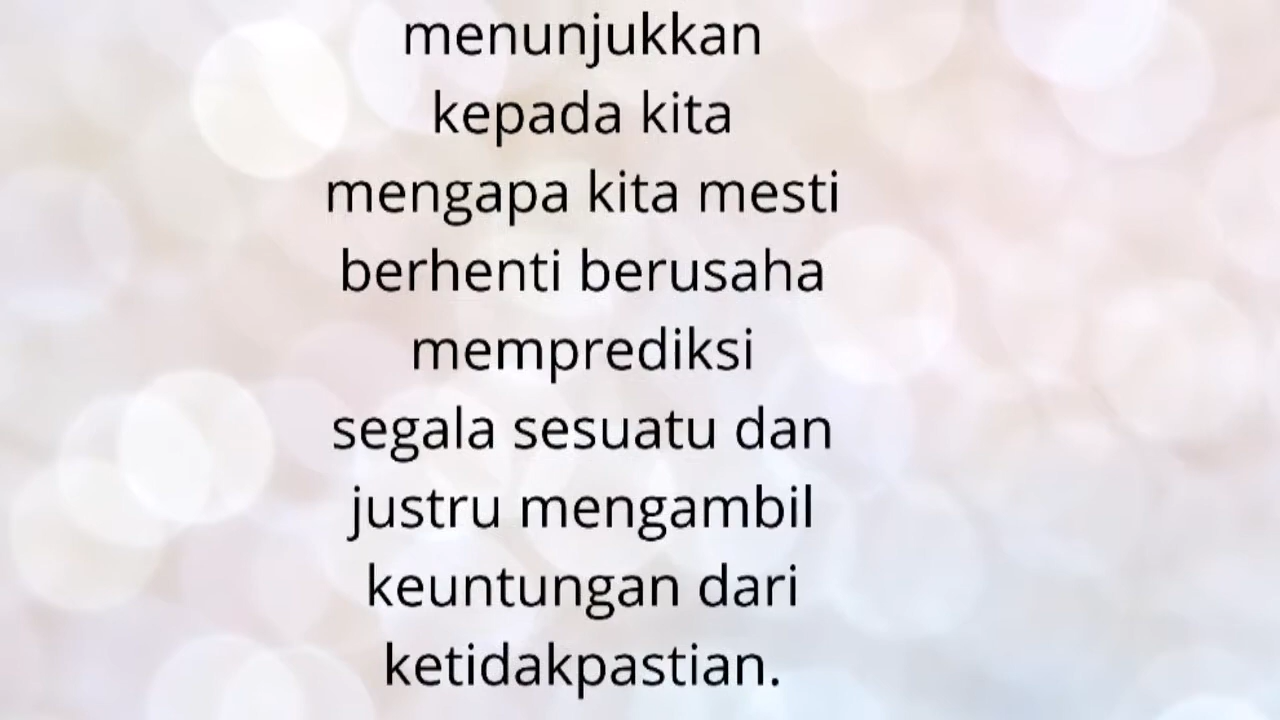 menunjukkan
kepada kita
mengapa kita mesti
berhenti berusaha
memprediksi
segala sesuatu dan
justru mengambil
keuntungan dari
ketidakpastian.